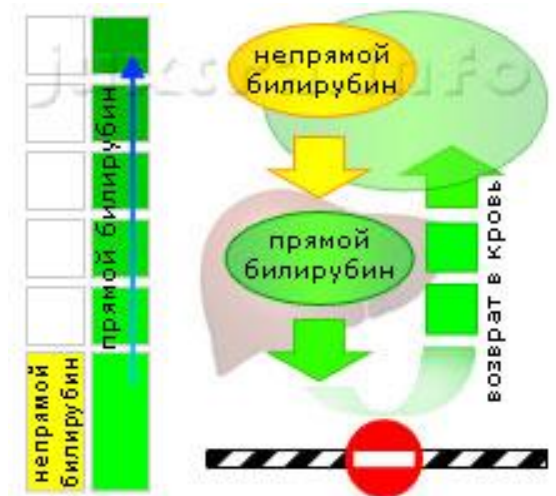 непрямой
билирубин
прямой билирубин
непрямой
билирубин
прямой
билирубин
возврат в кровь